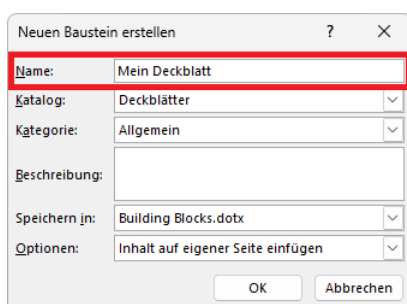 Neuen Baustein erstellen ?
Name: Mein Deckblatt
Katalog: Deckblätter
Kategorie: Allgemein
Beschreibung:
Speichern in: Building Blocks.dotx
Optionen: Inhalt auf eigener Seite einfügen
OK Abbrechen